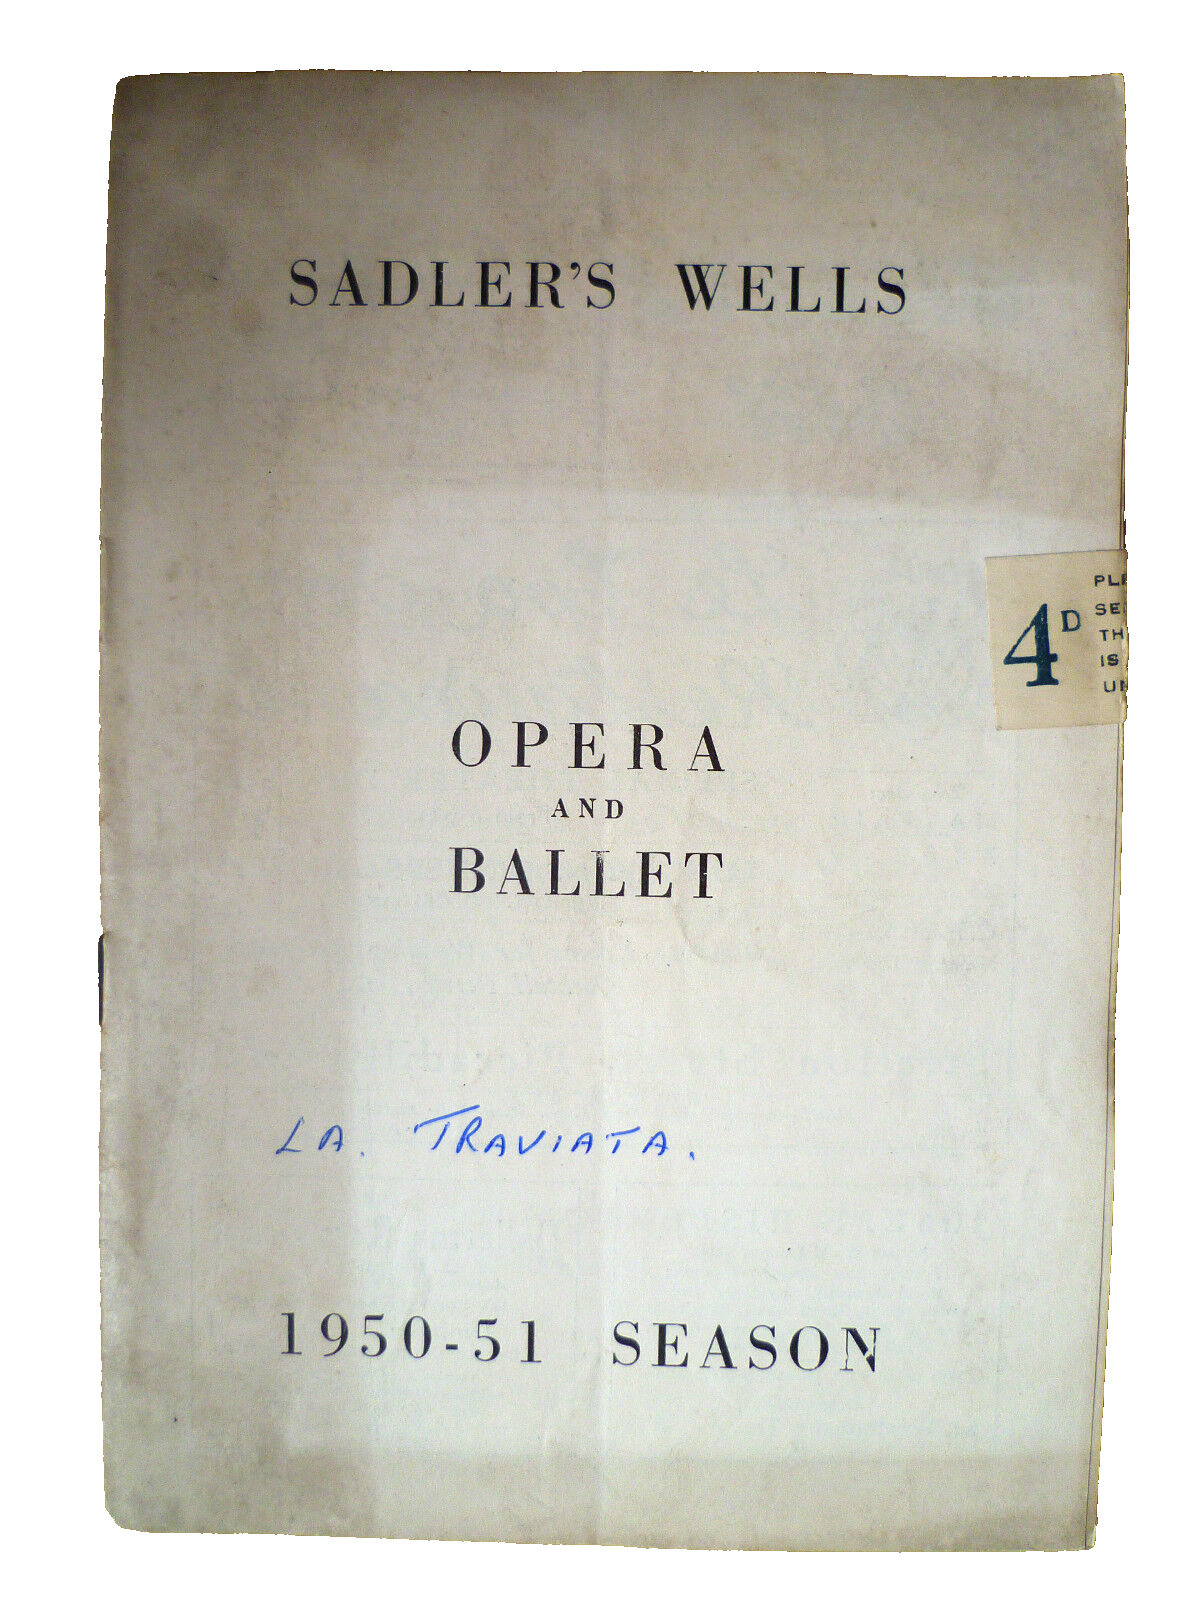 SADLER'S WELLS
4D
OPERA
AND
BALLET
LA. TRAVIATA.
1950-51 SEASON